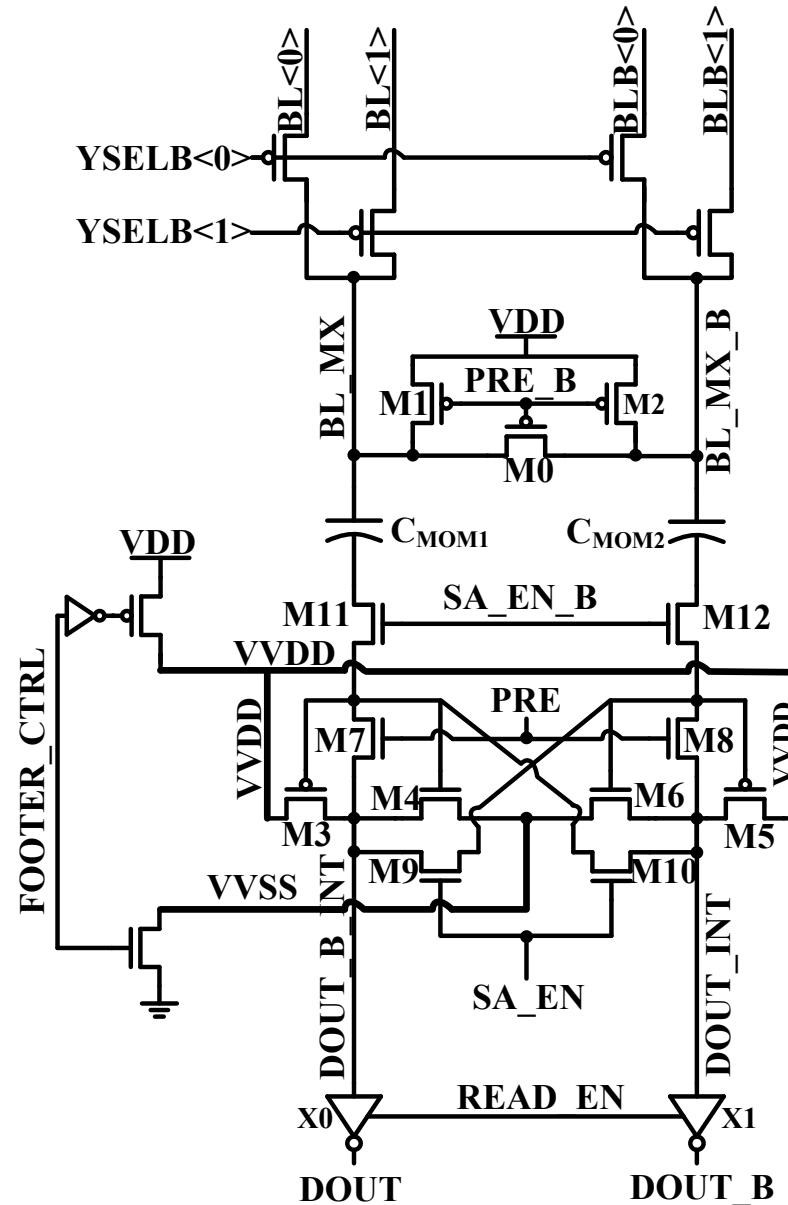 BL<0>
BL<1>
BLB<0>
BLB<1>
YSELB<0>
YSELB<1>
BL_MX
VDD
BL_MX_B
M1
PRE_B
M2
M0
CMOM1
CMOM2
VDD
SA_EN_B
M11
M12
VVDD
FOOTER_CTRL
VVDD
PRE
VVDD
M7
M8
M4
M6
M3
M5
M9
M10
VVSS
DOUT_B_INT
SA_EN
DOUT_INT
X0
READ_EN
X1
DOUT
DOUT_B